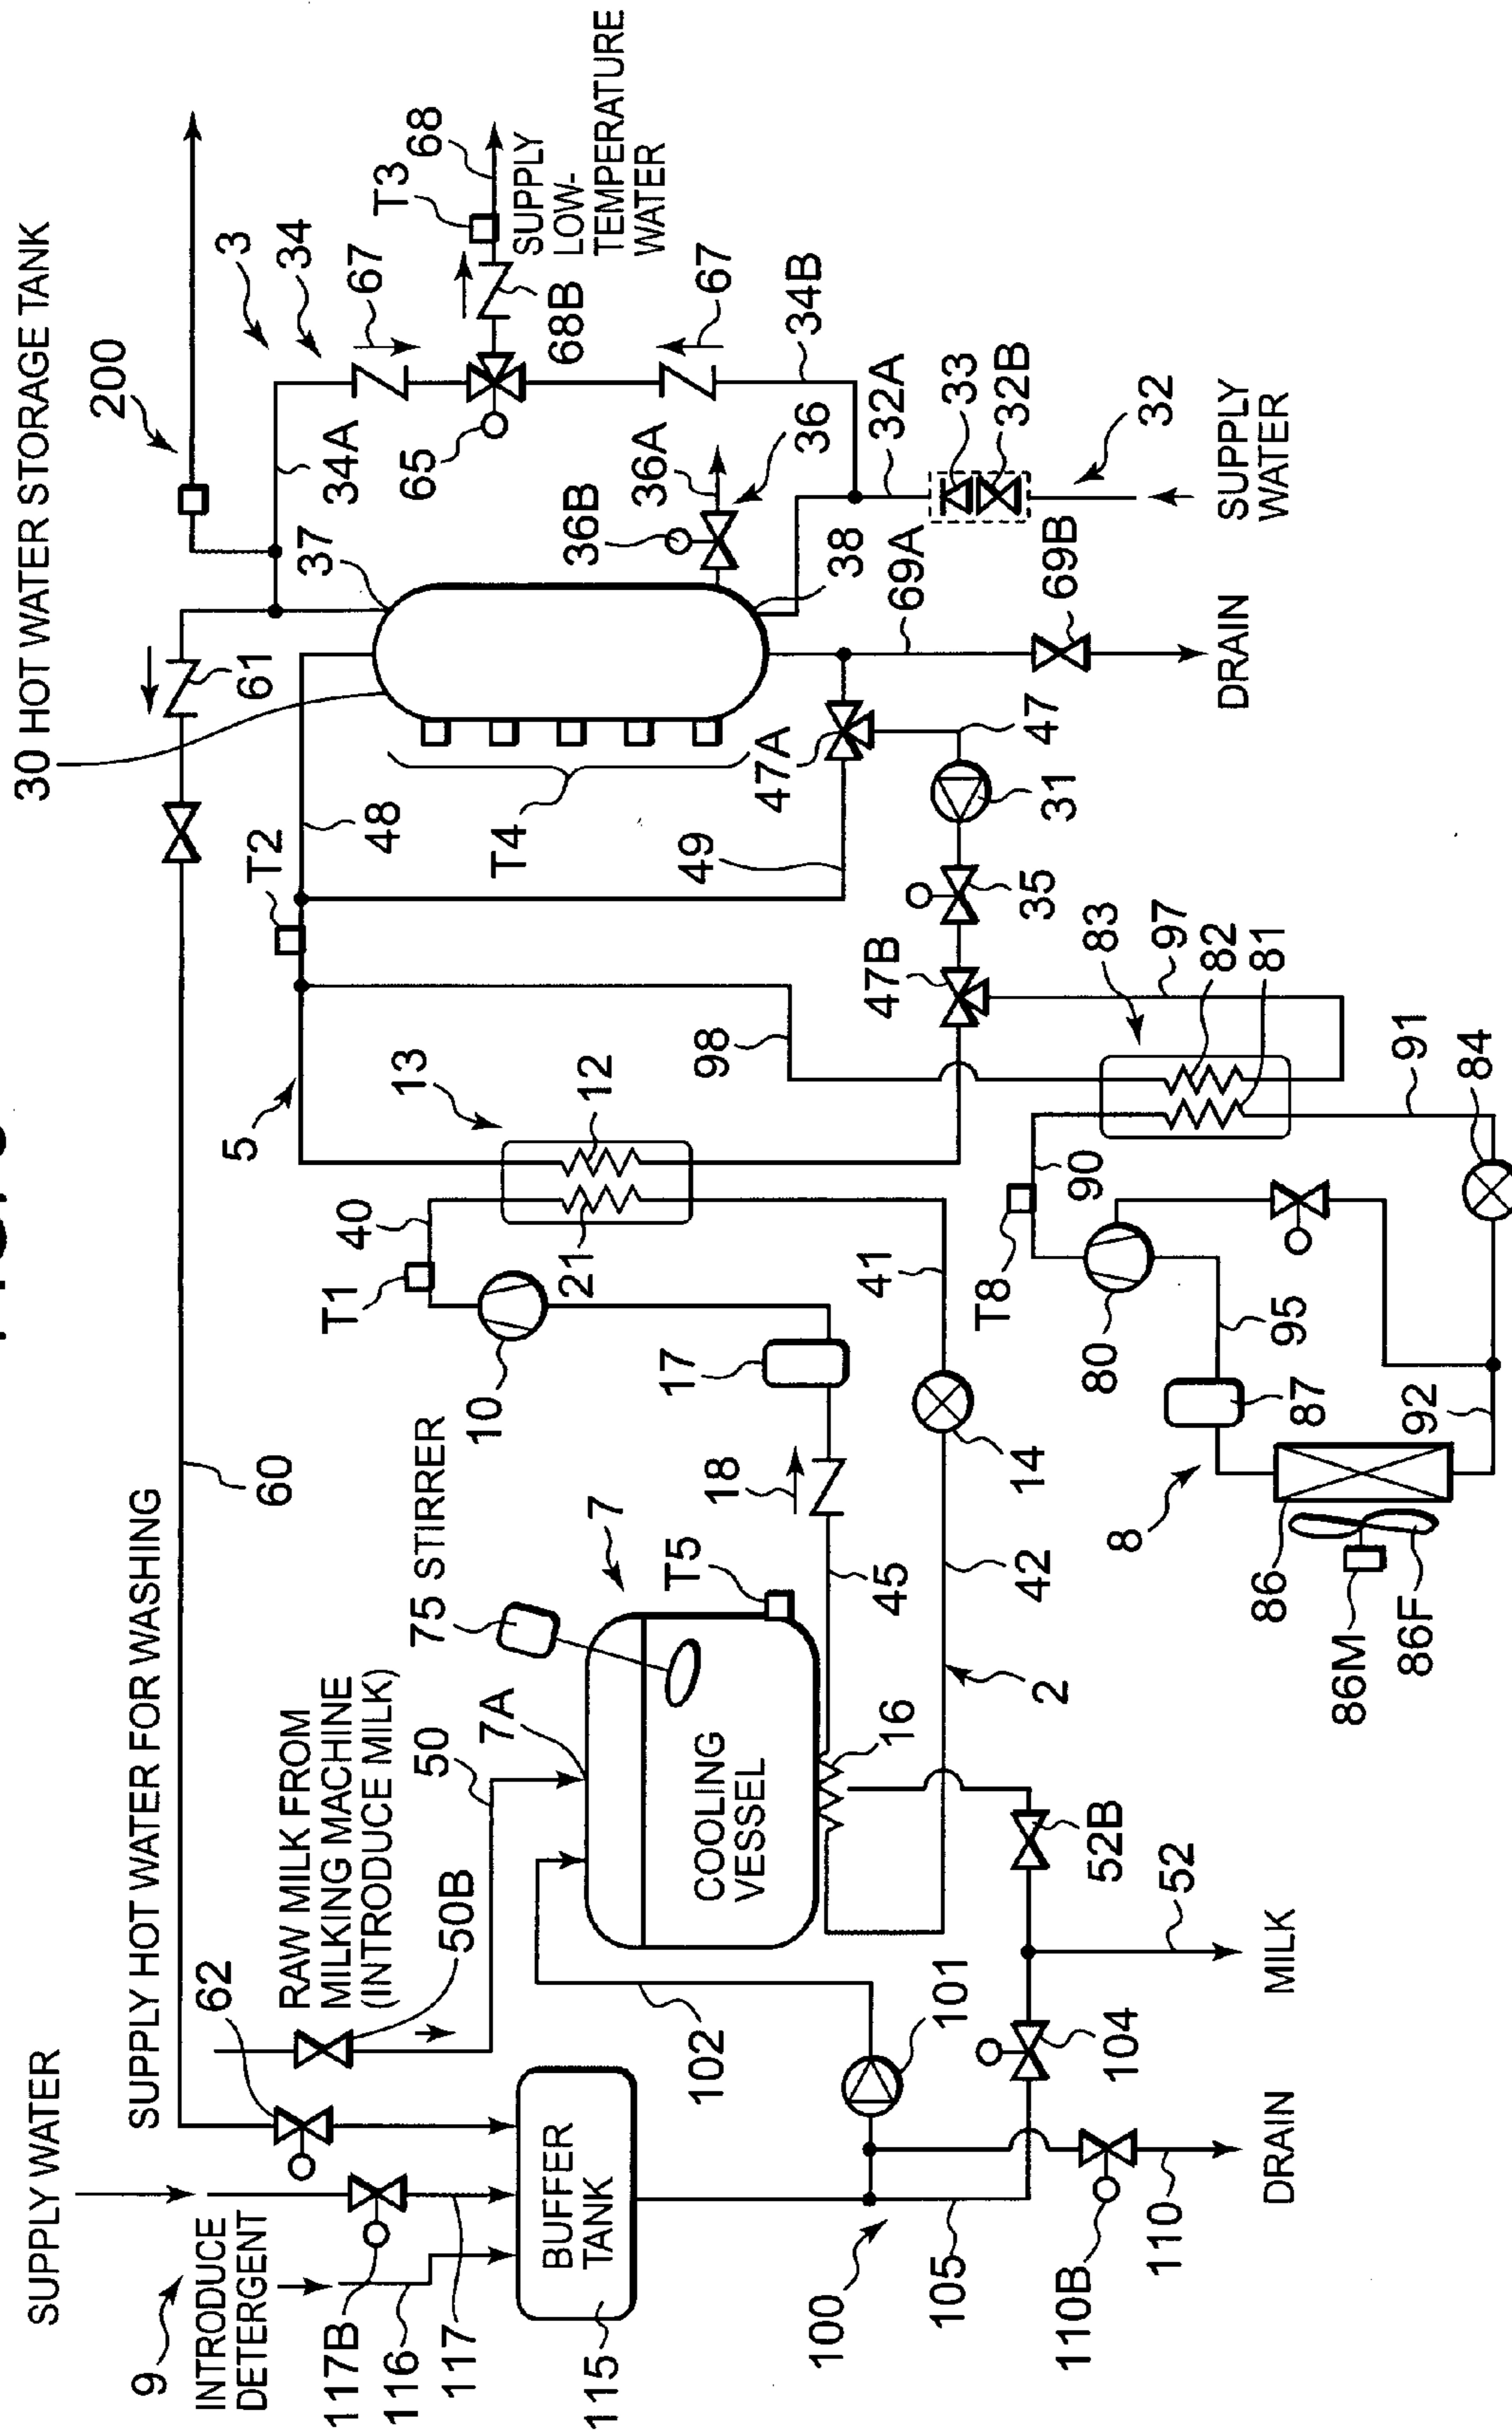 30 HOT WATER STORAGE TANK
200
3
34
67
T3
68
SUPPLY
LOW-
TEMPERATURE
WATER
34A
65
68B
67
34B
37
36B
36A
36
38
32A
33
32B
32
SUPPLY
WATER
61
T2
48
T4
47A
69A
69B
DRAIN
49
47
31
35
47B
98
83
82
81
97
91
84
5
13
12
40
T1
21
10
41
T8
90
80
95
87
92
8
86
86M
86F
60
SUPPLY HOT WATER FOR WASHING
75 STIRRER
7
T5
17
18
14
45
42
2
16
RAW MILK FROM
MILKING MACHINE
(INTRODUCE MILK)
50
7A
50B
COOLING
VESSEL
52B
52
MILK
62
102
101
104
SUPPLY WATER
9
INTRODUCE
DETERGENT
117B
116
117
BUFFER
TANK
115
100
105
110B
110
DRAIN